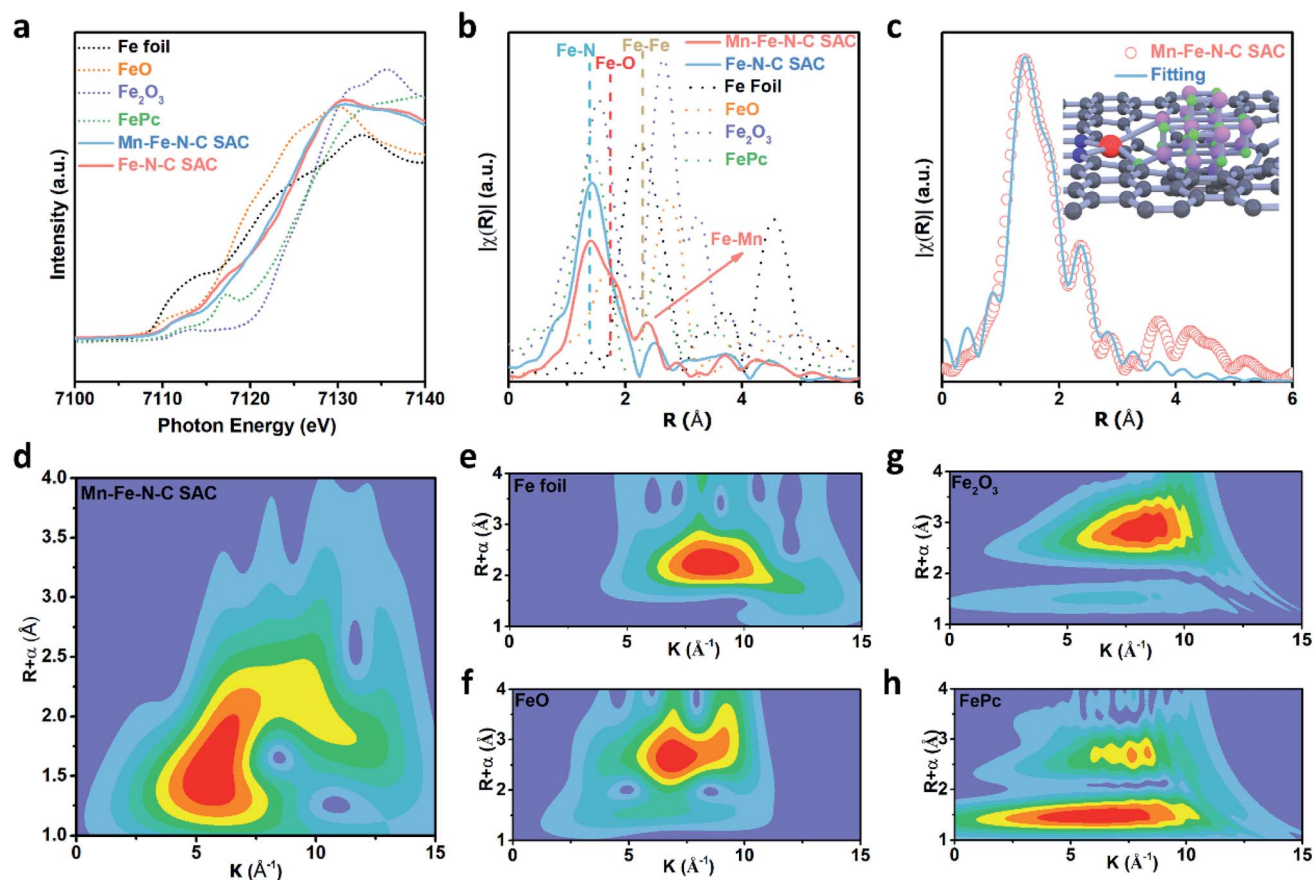 a
Fe foil
FeO
Fe₂O₃
FePc
Mn-Fe-N-C SAC
Fe-N-C SAC
Intensity (a.u.)
7100 7110 7120 7130 7140
Photon Energy (eV)
b
Fe-N
Fe-O
Fe-Fe
Mn-Fe-N-C SAC
Fe-N-C SAC
Fe Foil
FeO
Fe₂O₃
FePc
Fe-Mn
|χ(R)| (a.u.)
0 2 4 6
R (Å)
c
Mn-Fe-N-C SAC
Fitting
|χ(R)| (a.u.)
0 1 2 3 4 5 6
R (Å)
d
Mn-Fe-N-C SAC
R+α (Å)
4.0
3.5
3.0
2.5
2.0
1.5
1.0
0 5 10 15
K (Å⁻¹)
e
Fe foil
R+α (Å)
4
3
2
1
0 5 10 15
K (Å⁻¹)
f
FeO
R+α (Å)
4
3
2
1
0 5 10 15
K (Å⁻¹)
g
Fe₂O₃
R+α (Å)
4
3
2
1
0 5 10 15
K (Å⁻¹)
h
FePc
R+α (Å)
4
3
2
1
0 5 10 15
K (Å⁻¹)